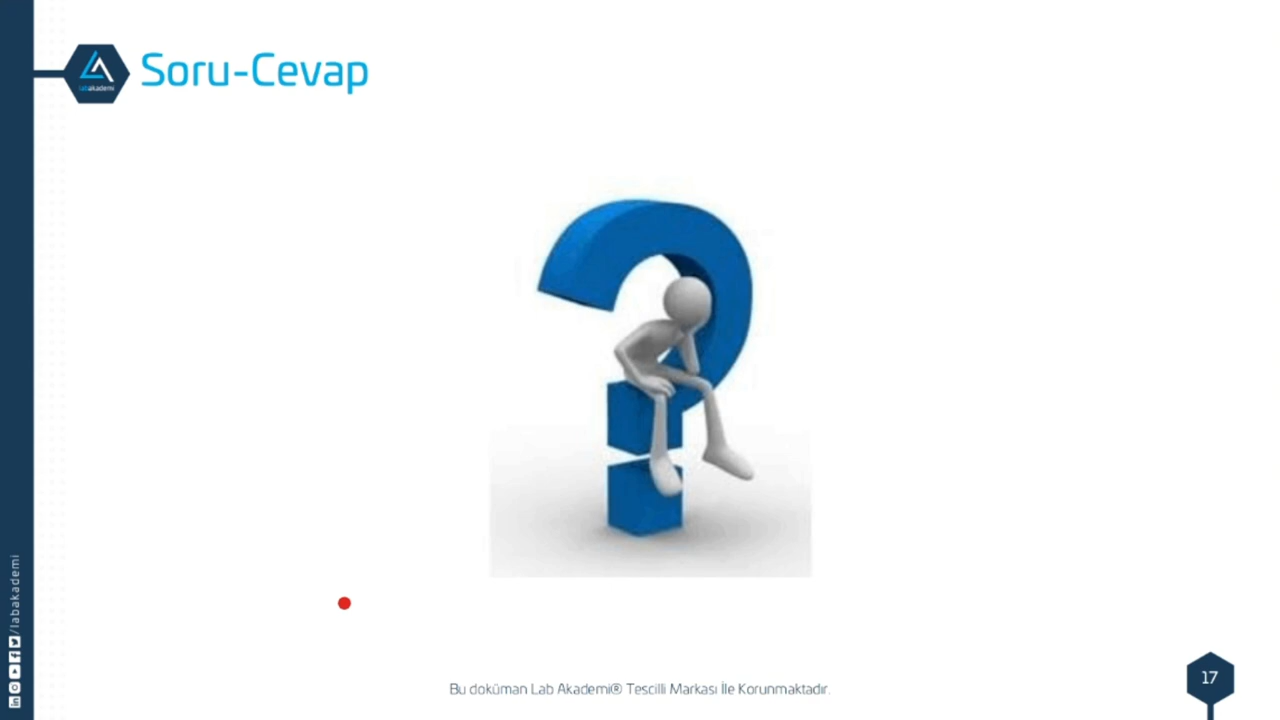 labakademi
Soru-Cevap
/labakademi
Bu doküman Lab Akademi® Tescilli Markası İle Korunmaktadır.
17